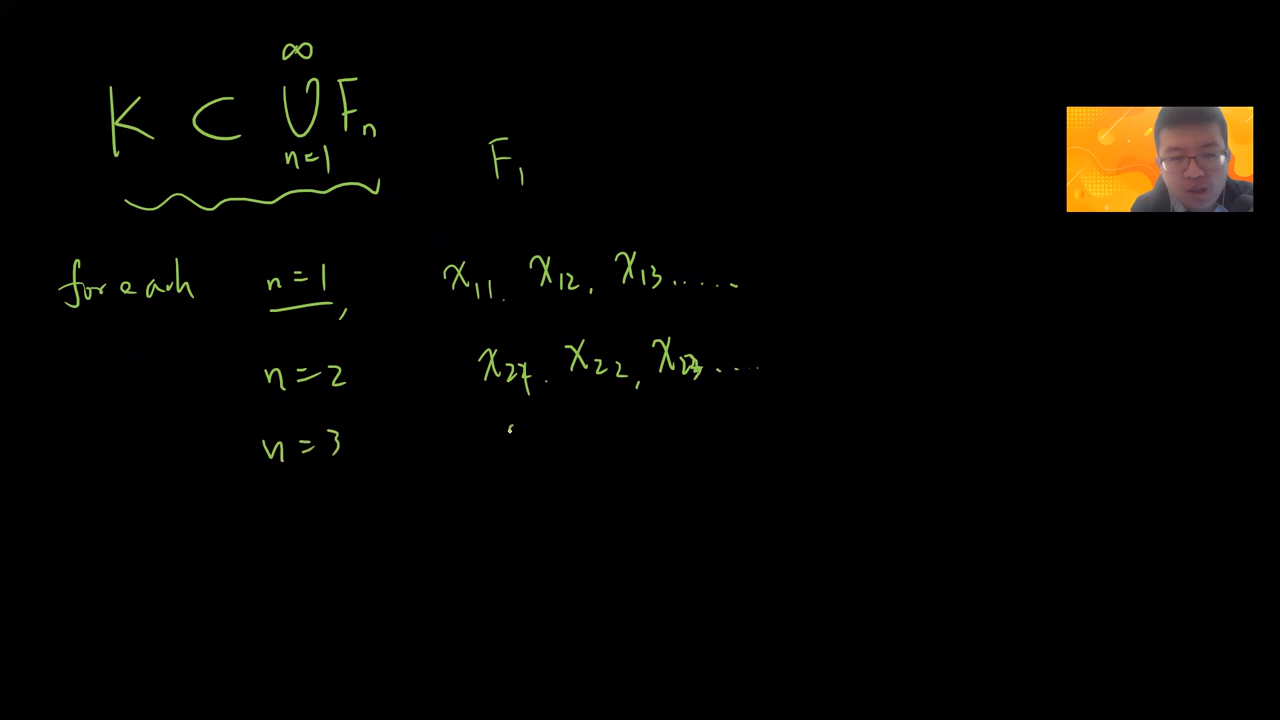 K ⊂ ∞ ⋃ n=1 Fn
F1
for each n=1, x11, x12, x13.....
n=2 x21, x22, x23....
n=3